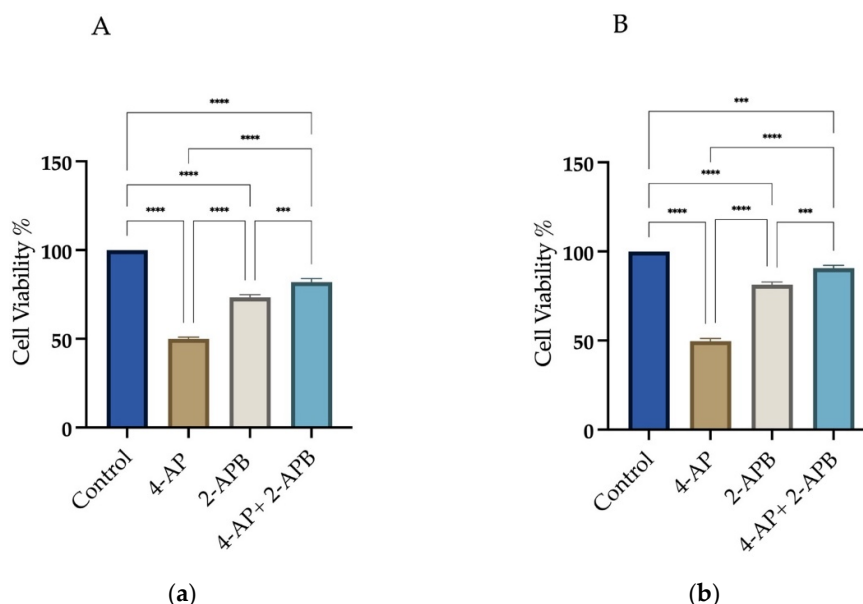 A
****
****
****
****
****
***
150
100
50
0
Cell Viability %
Control
4-AP
2-APB
4-AP+ 2-APB
(a)
B
***
****
****
****
****
***
150
100
50
0
Cell Viability %
Control
4-AP
2-APB
4-AP+ 2-APB
(b)